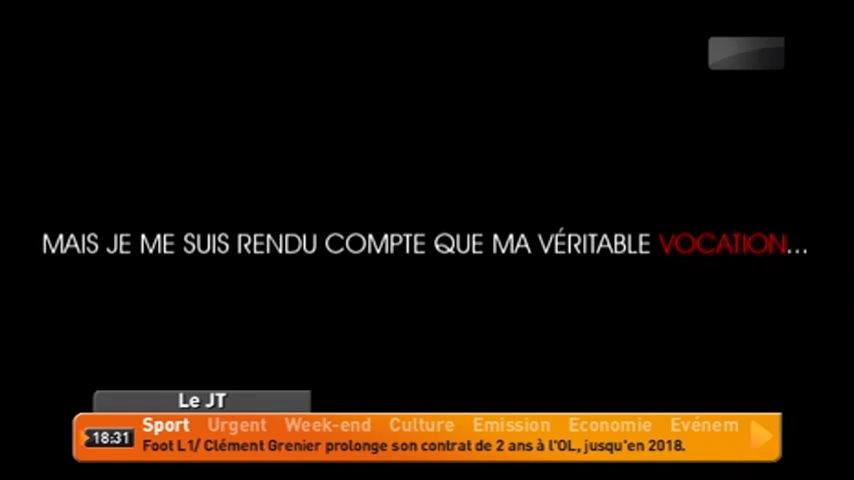 MAIS JE ME SUIS RENDU COMPTE QUE MA VÉRITABLE VOCATION...
Le JT
18:31
Sport Urgent Week-end Culture Emission Economie Evénem
Foot L1/ Clément Grenier prolonge son contrat de 2 ans à l'OL, jusqu'en 2018.